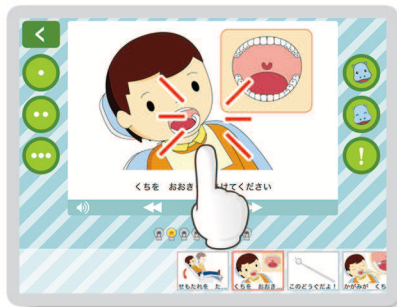 くちを　おおき　けてください
せもたれを　た…
くちを　おおき…
このどうぐだよ！
かがみが　くち